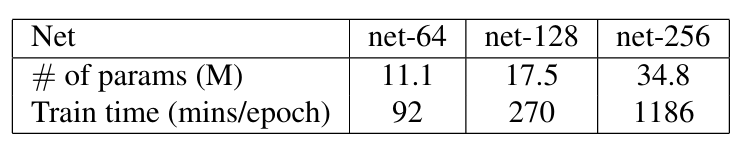 Net net-64 net-128 net-256
# of params (M) 11.1 17.5 34.8
Train time (mins/epoch) 92 270 1186